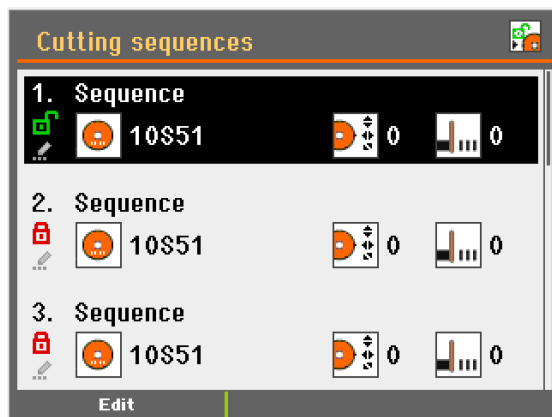 Cutting sequences
1. Sequence
10S51 0 0
2. Sequence
10S51 0 0
3. Sequence
10S51 0 0
Edit